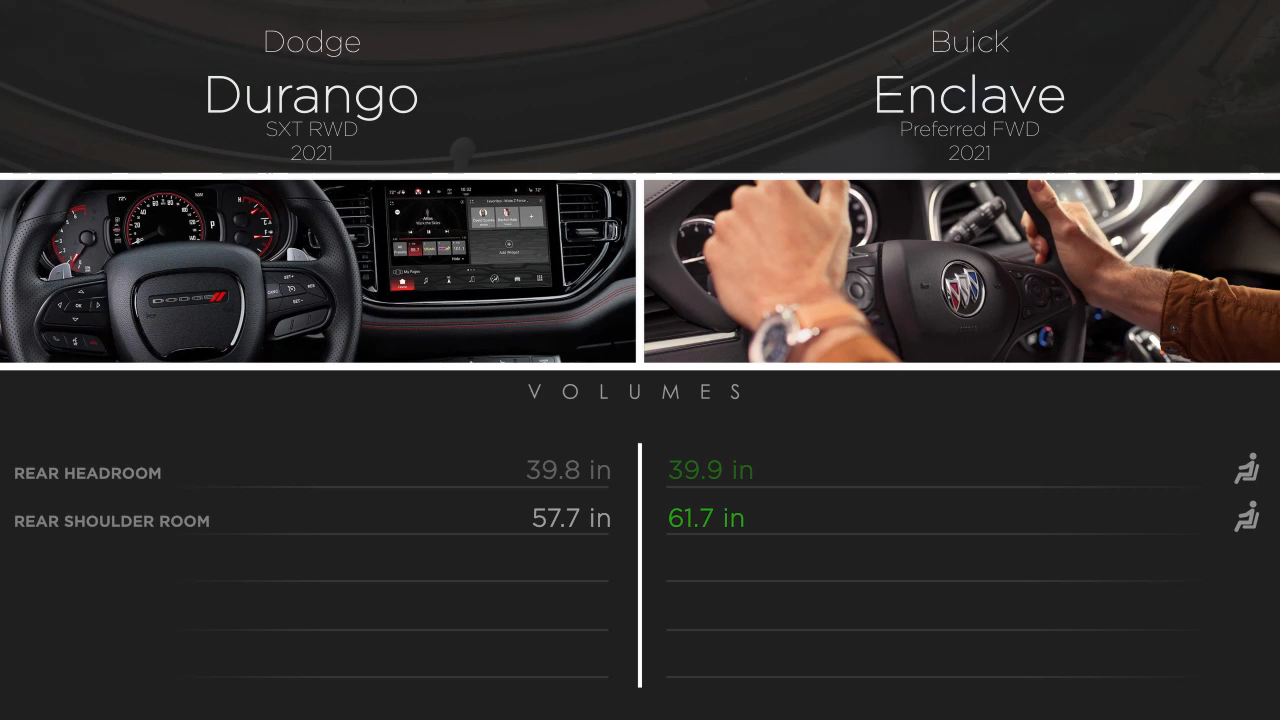 Dodge
Durango
SXT RWD
2021
Buick
Enclave
Preferred FWD
2021
DODGE
VOLUMES
REAR HEADROOM 39.8 in 39.9 in
REAR SHOULDER ROOM 57.7 in 61.7 in